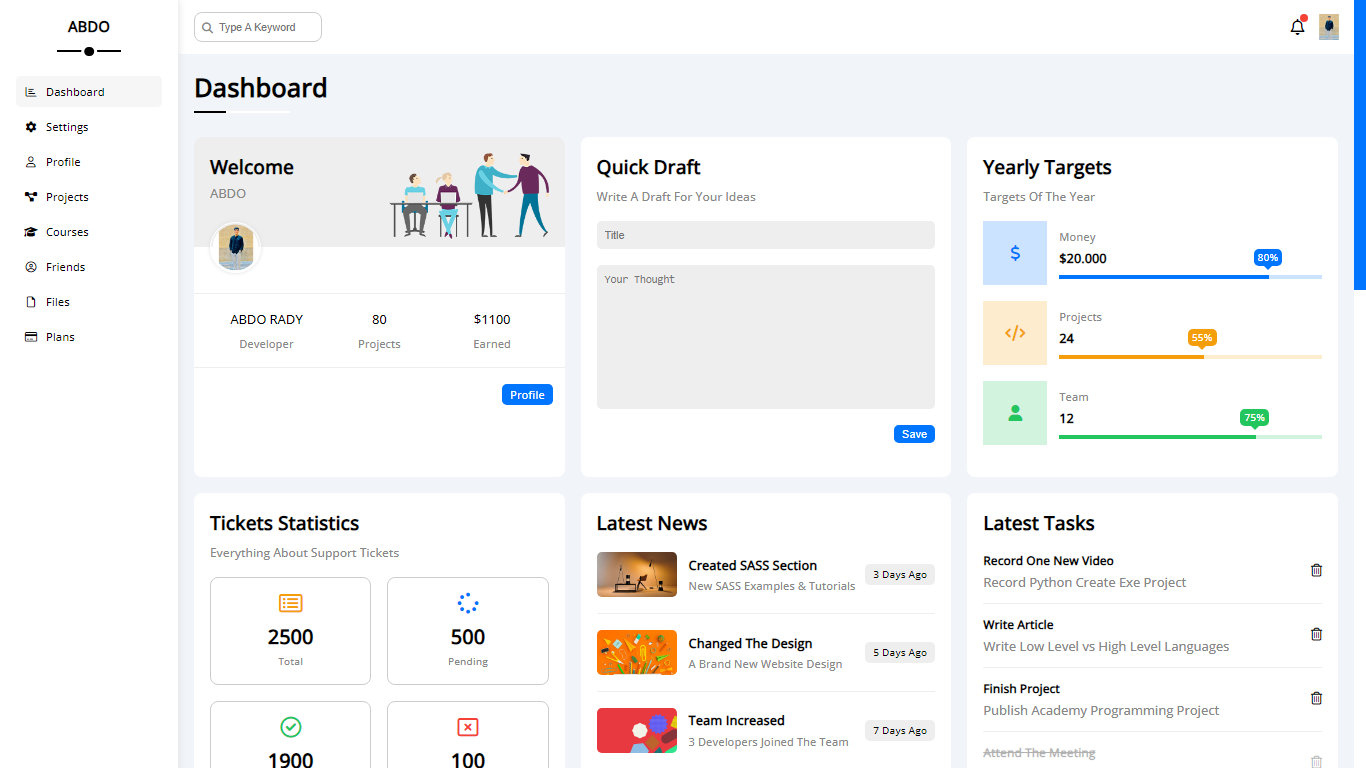 ABDO
Dashboard
Settings
Profile
Projects
Courses
Friends
Files
Plans
Type A Keyword
Dashboard
Welcome
ABDO
ABDO RADY
Developer
80
Projects
$1100
Earned
Profile
Quick Draft
Write A Draft For Your Ideas
Title
Your Thought
Save
Yearly Targets
Targets Of The Year
Money
$20.000
80%
Projects
24
55%
Team
12
75%
Tickets Statistics
Everything About Support Tickets
2500
Total
500
Pending
1900
100
Latest News
Created SASS Section
New SASS Examples & Tutorials
3 Days Ago
Changed The Design
A Brand New Website Design
5 Days Ago
Team Increased
3 Developers Joined The Team
7 Days Ago
Latest Tasks
Record One New Video
Record Python Create Exe Project
Write Article
Write Low Level vs High Level Languages
Finish Project
Publish Academy Programming Project
Attend The Meeting